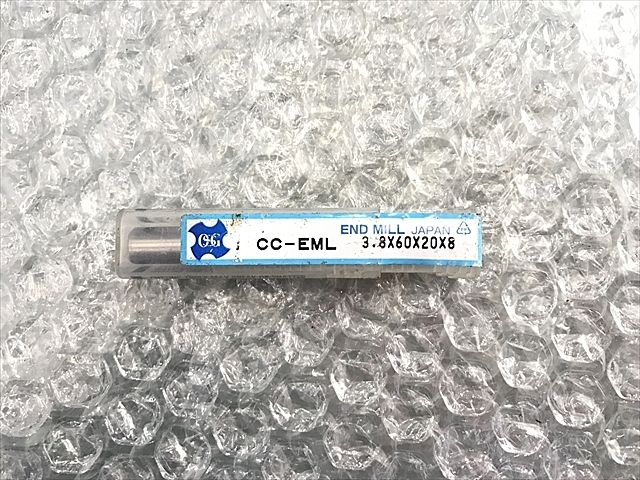 OSG
END MILL JAPAN
CC-EML 3.8X60X20X8